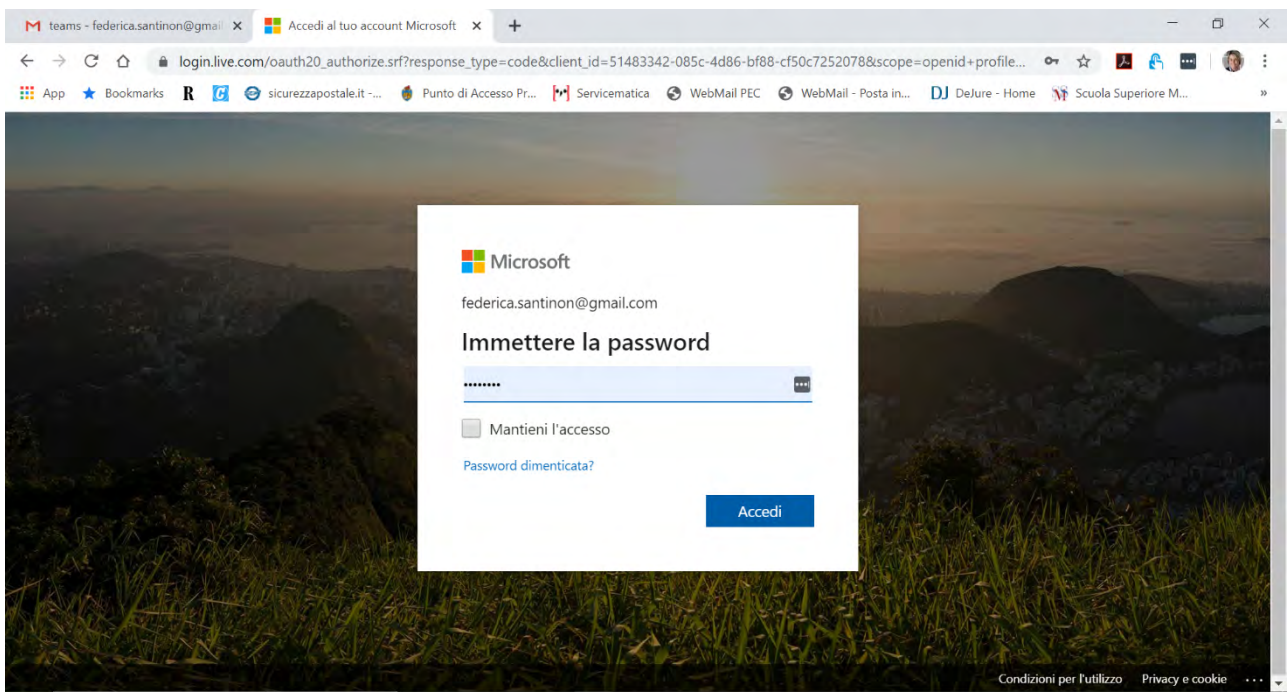 teams - federica.santinon@gmail
Accedi al tuo account Microsoft
login.live.com/oauth20_authorize.srf?response_type=code&client_id=51483342-085c-4d86-bf88-cf50c7252078&scope=openid+profile...
App
Bookmarks
R
G
sicurezzapostale.it -...
Punto di Accesso Pr...
Servicematica
WebMail PEC
WebMail - Posta in...
DJ
DeJure - Home
Scuola Superiore M...
»
Microsoft
federica.santinon@gmail.com
Immettere la password
••••••••
Mantieni l'accesso
Password dimenticata?
Accedi
Condizioni per l'utilizzo
Privacy e cookie
...